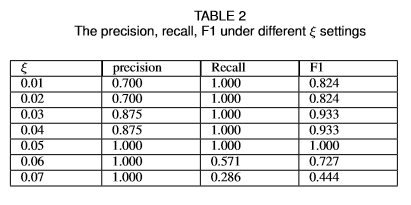 TABLE 2
The precision, recall, F1 under different ξ settings
ξ precision Recall F1
0.01 0.700 1.000 0.824
0.02 0.700 1.000 0.824
0.03 0.875 1.000 0.933
0.04 0.875 1.000 0.933
0.05 1.000 1.000 1.000
0.06 1.000 0.571 0.727
0.07 1.000 0.286 0.444